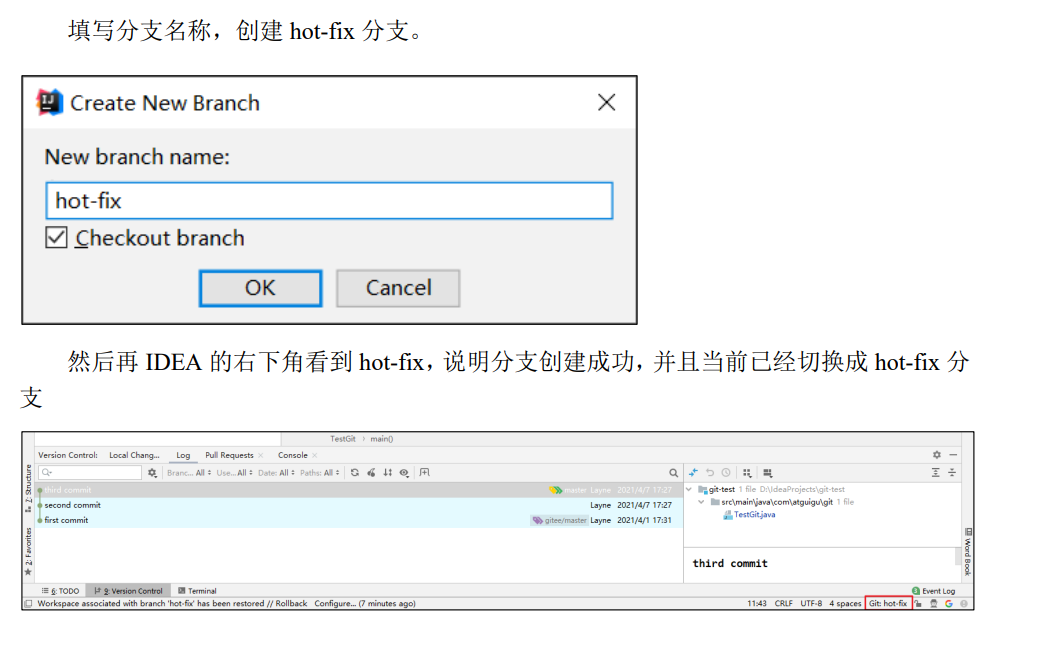 填写分支名称，创建 hot-fix 分支。
Create New Branch
New branch name:
hot-fix
Checkout branch
OK Cancel
然后再 IDEA 的右下角看到 hot-fix，说明分支创建成功，并且当前已经切换成 hot-fix 分
支
TestGit main()
Version Control: Local Chang... Log Pull Requests Console
Branc... All Use... All Date: All Paths: All
third commit master Layne 2021/4/7 17:27
second commit Layne 2021/4/7 17:27
first commit gitee/master Layne 2021/4/1 17:31
git-test 1 file D:\IdeaProjects\git-test
src\main\java\com\atguigu\git 1 file
TestGit.java
third commit
Z: Structure
2: Favorites
Word Book
6: TODO 9: Version Control Terminal 2 Event Log
Workspace associated with branch 'hot-fix' has been restored // Rollback Configure... (7 minutes ago) 11:43 CRLF UTF-8 4 spaces Git: hot-fix